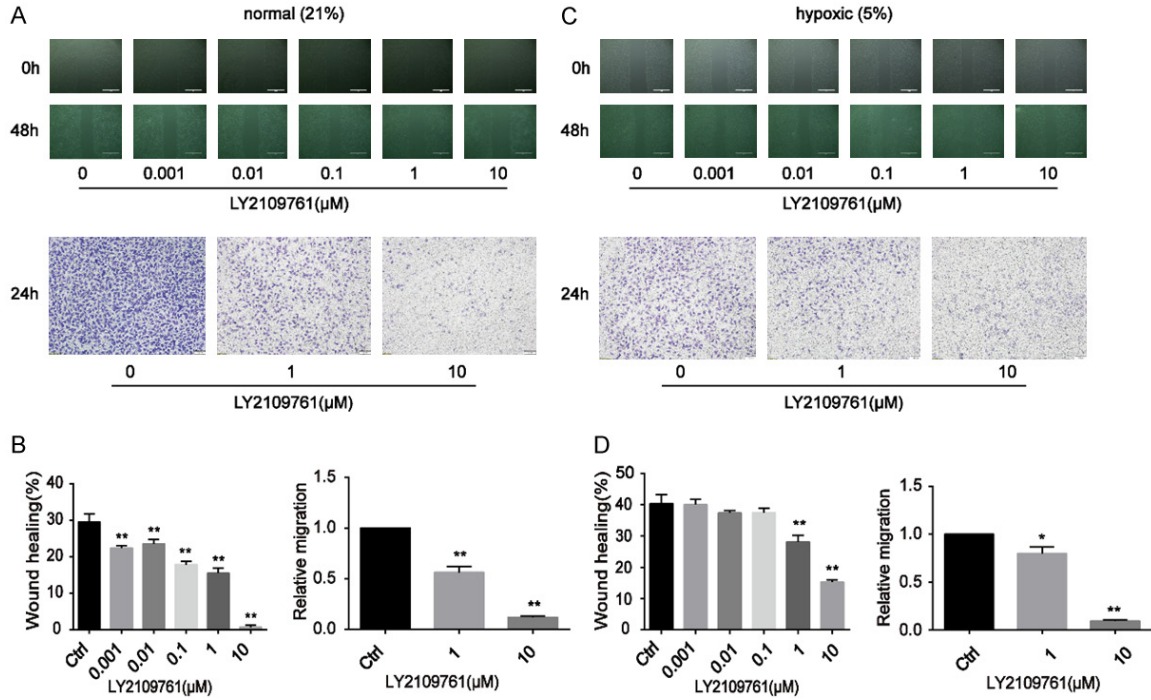 A
normal (21%)
0h
48h
0 0.001 0.01 0.1 1 10
LY2109761(μM)
24h
0 1 10
LY2109761(μM)
C
hypoxic (5%)
0h
48h
0 0.001 0.01 0.1 1 10
LY2109761(μM)
24h
0 1 10
LY2109761(μM)
B
Wound healing(%)
40
30
20
10
0
** ** ** ** **
Ctrl 0.001 0.01 0.1 1 10
LY2109761(μM)
Relative migration
1.5
1.0
0.5
0.0
** **
Ctrl 1 10
LY2109761(μM)
D
Wound healing(%)
50
40
30
20
10
0
** **
Ctrl 0.001 0.01 0.1 1 10
LY2109761(μM)
Relative migration
1.5
1.0
0.5
0.0
* **
Ctrl 1 10
LY2109761(μM)